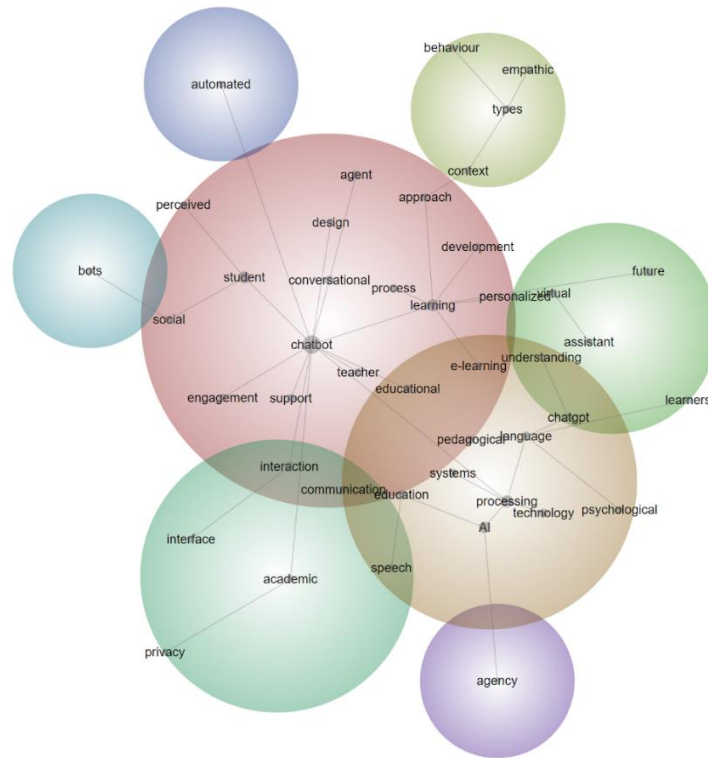 behaviour
empathic
automated
types
context
agent
approach
perceived
design
development
bots
student
conversational
future
process
personalized
virtual
learning
social
chatbot
assistant
understanding
teacher
e-learning
educational
engagement
support
learners
chatgpt
language
pedagogical
interaction
systems
communication
education
processing
technology
psychological
AI
interface
speech
academic
privacy
agency